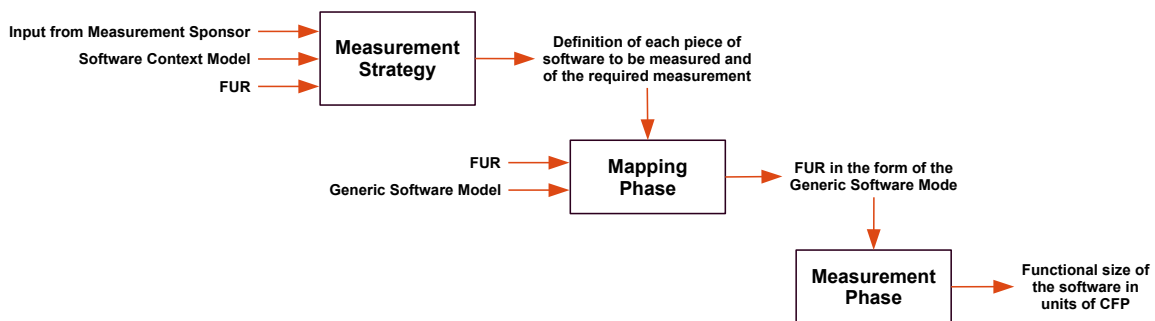 Input from Measurement Sponsor
Software Context Model
FUR
Measurement
Strategy
Definition of each piece of
software to be measured and
of the required measurement
FUR
Generic Software Model
Mapping
Phase
FUR in the form of the
Generic Software Mode
Measurement
Phase
Functional size of
the software in
units of CFP